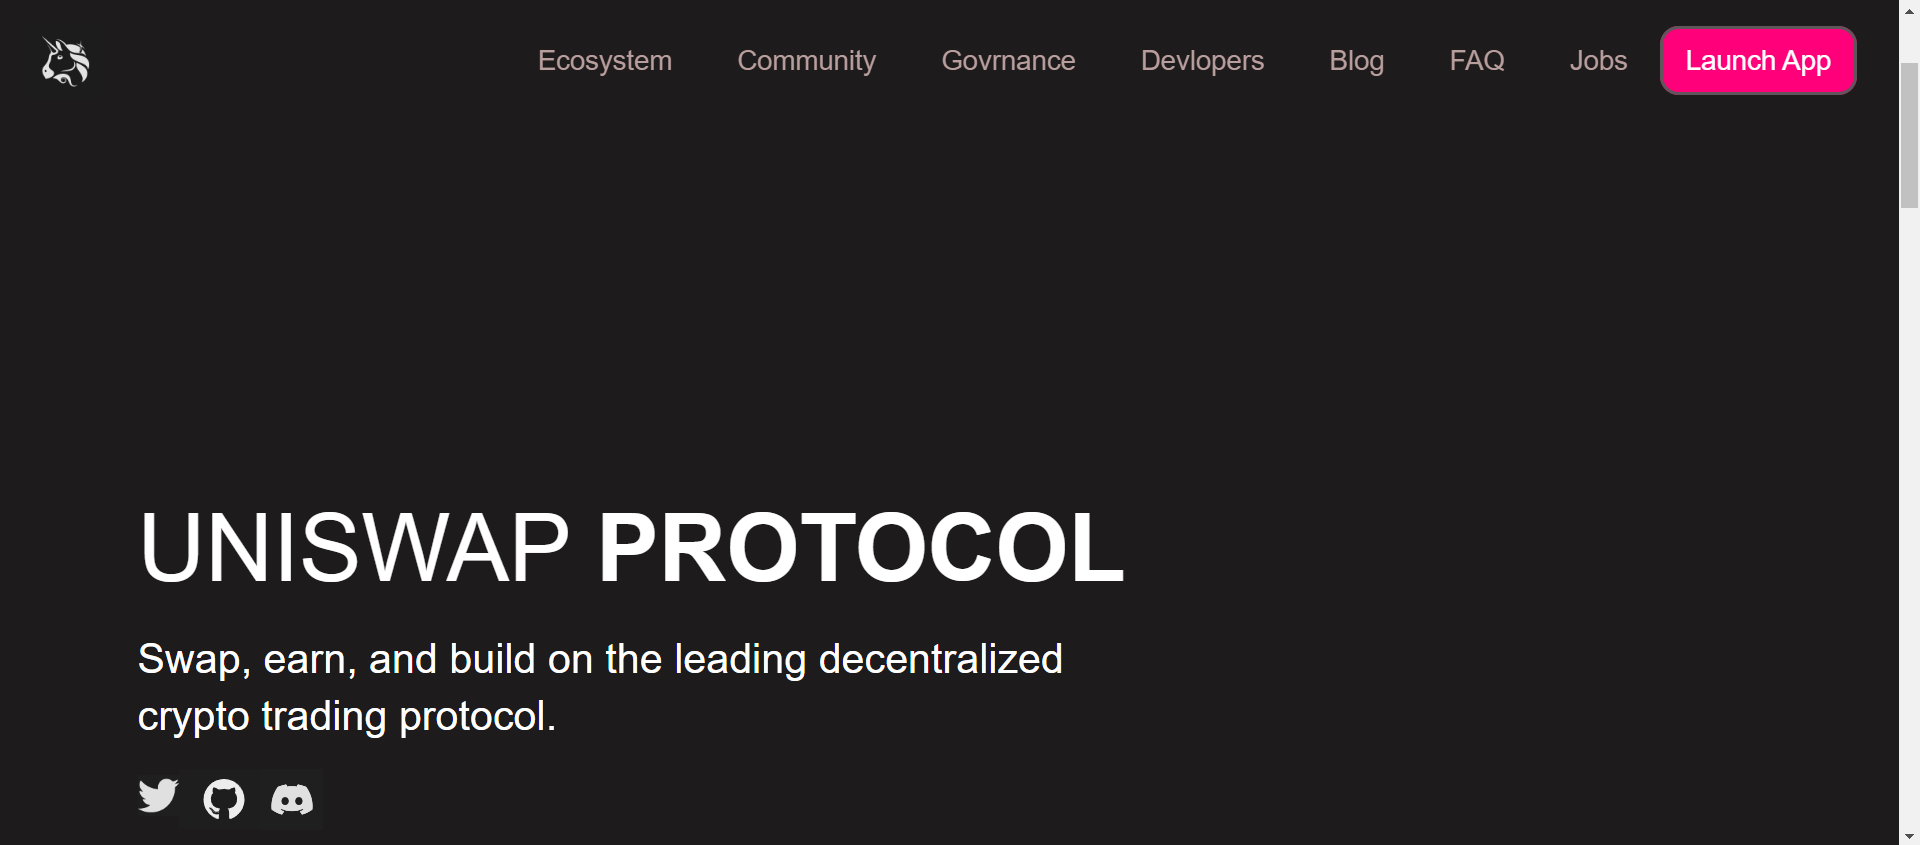 Ecosystem Community Govrnance Devlopers Blog FAQ Jobs Launch App
UNISWAP PROTOCOL
Swap, earn, and build on the leading decentralized
crypto trading protocol.